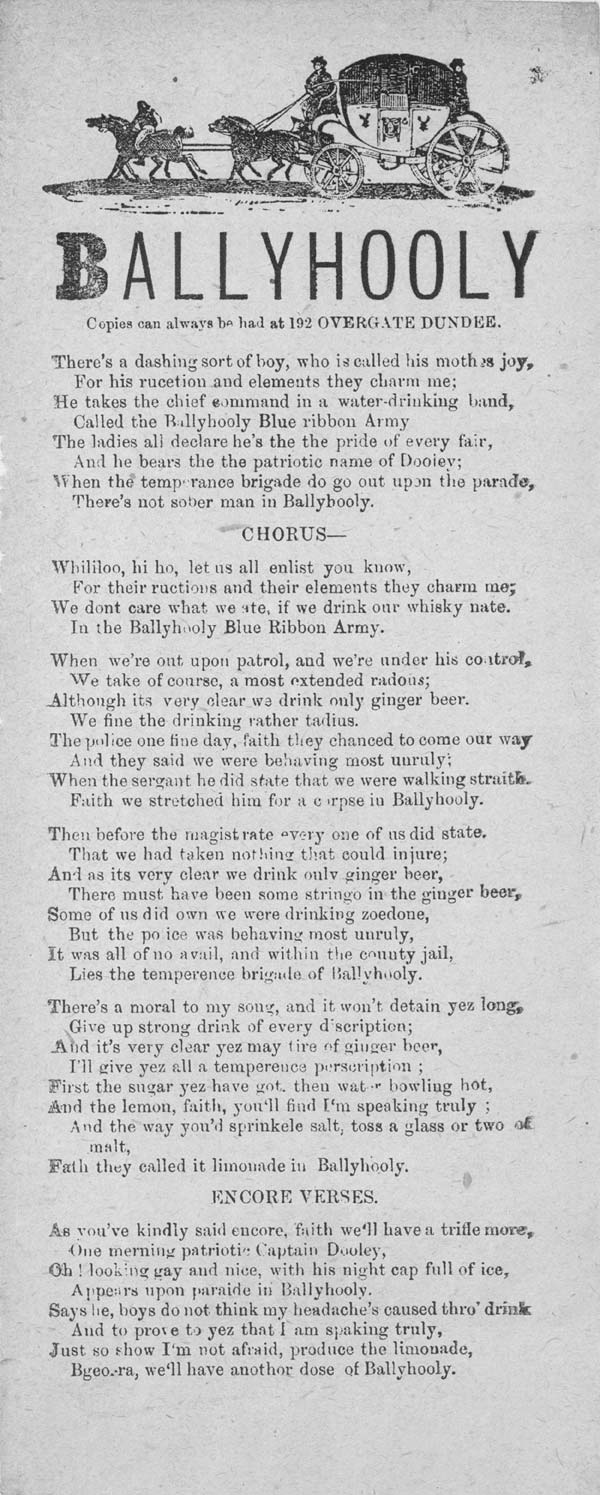 BALLYHOOLY
Copies can always be had at 192 OVERGATE DUNDEE.
There's a dashing sort of boy, who is called his mothes joy,
For his rucetion and elements they charm me;
He takes the chief command in a water-drinking band,
Called the Ballyhooly Blue ribbon Army
The ladies all declare he's the the pride of every fair,
And he bears the the patriotic name of Dooley;
When the temperance brigade do go out upon the parade,
There's not sober man in Ballybooly.
CHORUS—
Whililoo, hi ho, let us all enlist you know,
For their ructions and their elements they charm me;
We dont care what we ate, if we drink our whisky nate.
In the Ballyhooly Blue Ribbon Army.
When we're out upon patrol, and we're under his control,
We take of course, a most extended radous;
Although its very clear we drink only ginger beer.
We fine the drinking rather tadius.
The police one fine day, faith they chanced to come our way
And they said we were behaving most unruly;
When the sergant he did state that we were walking straith.
Faith we stretched him for a corpse in Ballyhooly.
Then before the magistrate every one of us did state.
That we had taken nothing that could injure;
And as its very clear we drink only ginger beer,
There must have been some stringo in the ginger beer,
Some of us did own we were drinking zoedone,
But the po ice was behaving most unruly,
It was all of no avail, and within the county jail,
Lies the temperence brigade of Ballyhooly.
There's a moral to my song, and it won't detain yez long,
Give up strong drink of every d'scription;
And it's very clear yez may tire of ginger beer,
I'll give yez all a temperence perscription ;
First the sugar yez have got. then water bowling hot,
And the lemon, faith, you'll find I'm speaking truly ;
And the way you'd sprinkele salt, toss a glass or two of
malt,
Fath they called it limonade in Ballyhooly.
ENCORE VERSES.
As you've kindly said encore, faith we'll have a trifle more,
One merning patriotic Captain Dooley,
Oh ! looking gay and nice, with his night cap full of ice,
Appears upon paraide in Ballyhooly.
Says he, boys do not think my headache's caused thro' drink
And to prove to yez that I am spaking truly,
Just so show I'm not afraid, produce the limonade,
Bgeo.-ra, we'll have anothor dose of Ballyhooly.